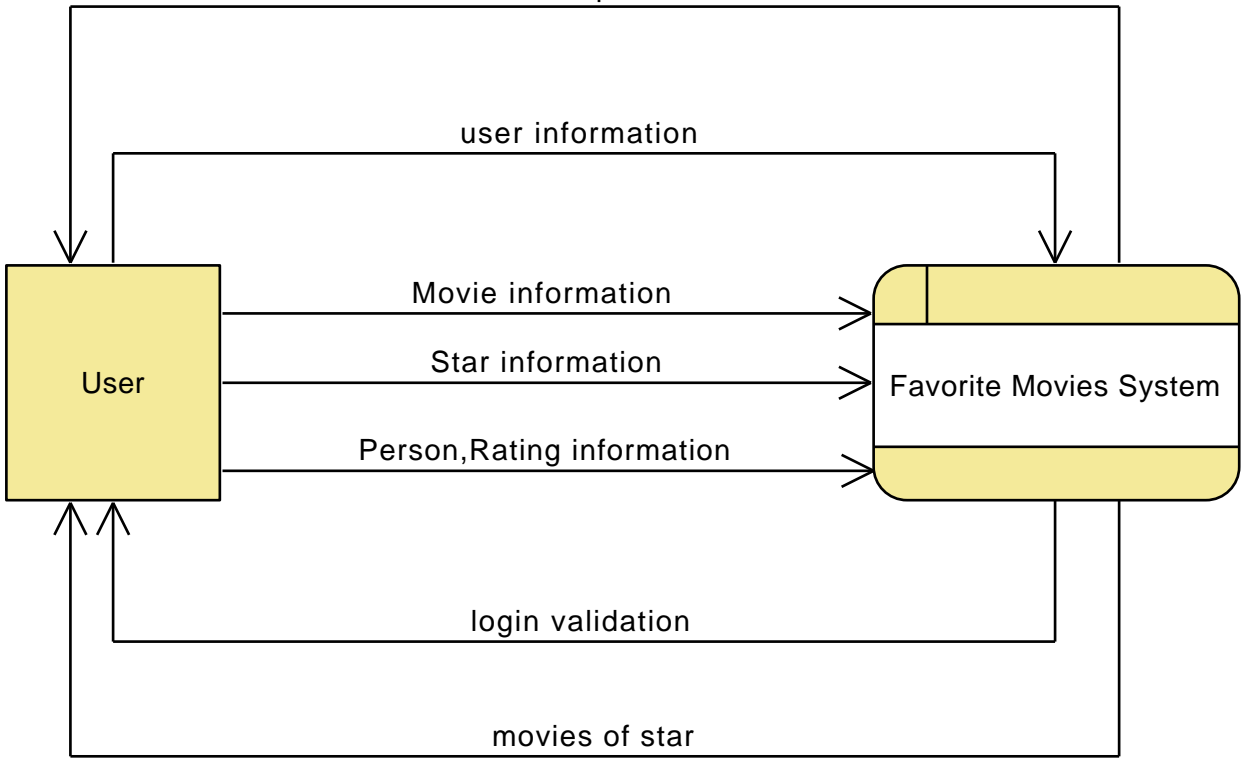 user information
Movie information
Star information
User
Favorite Movies System
Person,Rating information
login validation
movies of star